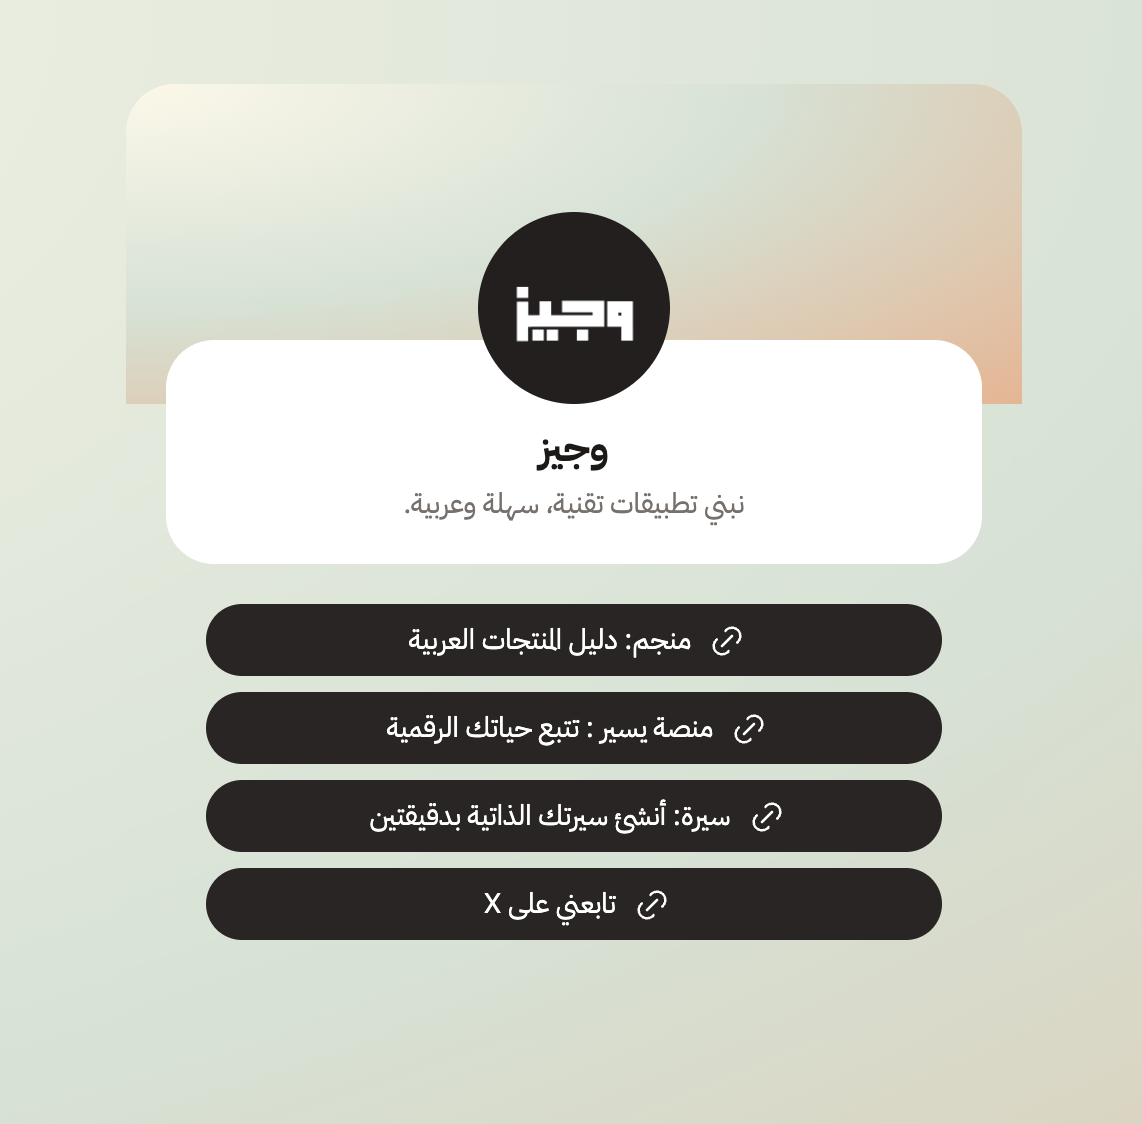 وجيز
وجيز
نبني تطبيقات تقنية، سهلة وعربية.
منجم: دليل المنتجات العربية
منصة يسير : تتبع حياتك الرقمية
سيرة: أنشئ سيرتك الذاتية بدقيقتين
تابعني على X